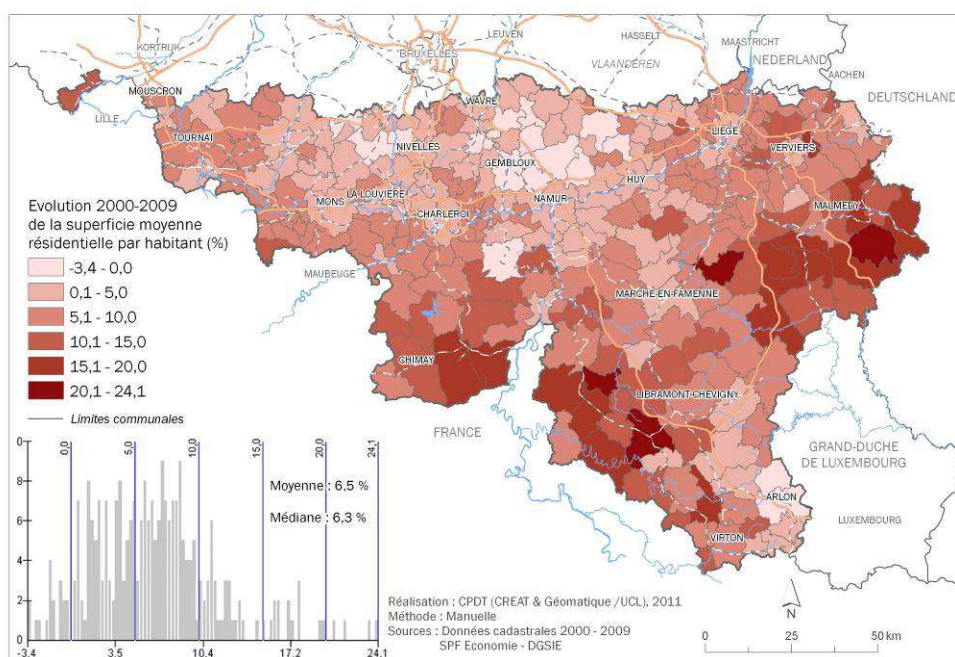 KORTRIJK
LEUVEN
HASSELT
MAASTRICHT
BRUXELLES
NEDERLAND
VLAANDEREN
AACHEN
MOUSCRON
WAVRE
DEUTSCHLAND
LILLE
LIEGE
TOURNAI
NIVELLES
VERVIERS
GEMBLOUX
HUY
LA LOUVIERE
NAMUR
MONS
CHARLEROI
MALMEDY
MAUBEUGE
MARCHE-EN-FAMENNE
CHIMAY
LIBRAMONT-CHEVIGNY
FRANCE
GRAND-DUCHE
DE LUXEMBOURG
ARLON
LUXEMBOURG
VIRTON
Evolution 2000-2009
de la superficie moyenne
résidentielle par habitant (%)
-3,4 - 0,0
0,1 - 5,0
5,1 - 10,0
10,1 - 15,0
15,1 - 20,0
20,1 - 24,1
Limites communales
0,0
5,0
10,0
15,0
20,0
24,1
8
6
4
2
0
Moyenne : 6,5 %
Médiane : 6,3 %
-3.4
3.5
10.4
17.2
24.1
Réalisation : CPDT (CREAT & Géomatique /UCL), 2011
Méthode : Manuelle
Sources : Données cadastrales 2000 - 2009
SPF Economie - DGSIE
N
0
25
50 km